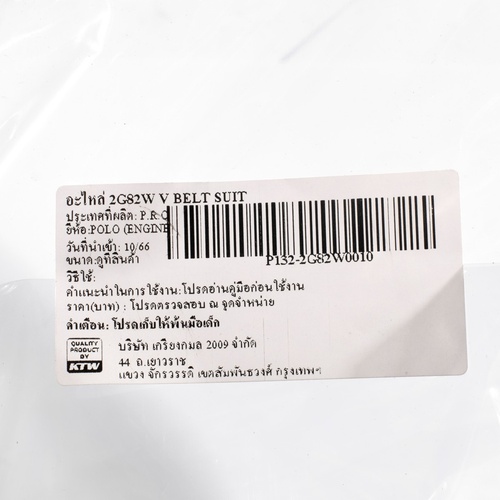 อะไหล่ 2G82W V BELT SUIT
ประเทศที่ผลิต: P.R.C
ยี่ห้อ:POLO (ENGINE
วันที่นำเข้า: 10/66
ขนาด:ดูที่สินค้า
P132-2G82W0010
วิธีใช้:
คำแนะนำในการใช้งาน:โปรดอ่านคู่มือก่อนใช้งาน
ราคา(บาท) : โปรดตรวจสอบ ณ จุดจำหน่าย
คำเตือน: โปรดเก็บให้พ้นมือเด็ก
QUALITY
PRODUCT
BY
KTW
บริษัท เกรียงกมล 2009 จำกัด
44 ถ.เยาวราช
แขวง จักรวรรดิ เขตสัมพันธวงศ์ กรุงเทพฯ